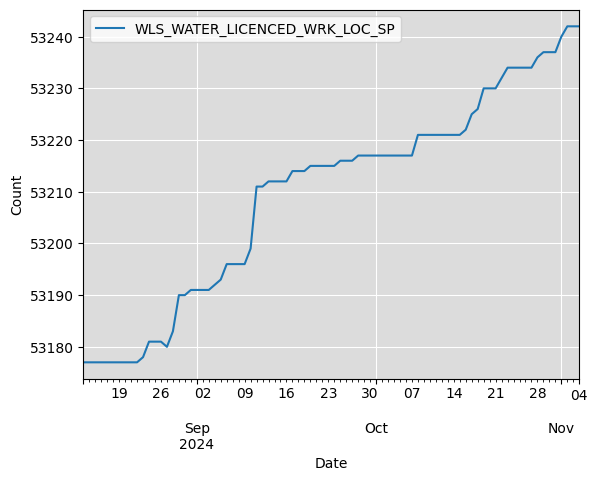 WLS_WATER_LICENCED_WRK_LOC_SP
53240
53230
53220
53210
53200
53190
53180
Count
19 26 02 09 16 23 30 07 14 21 28 04
Sep Oct Nov
2024
Date